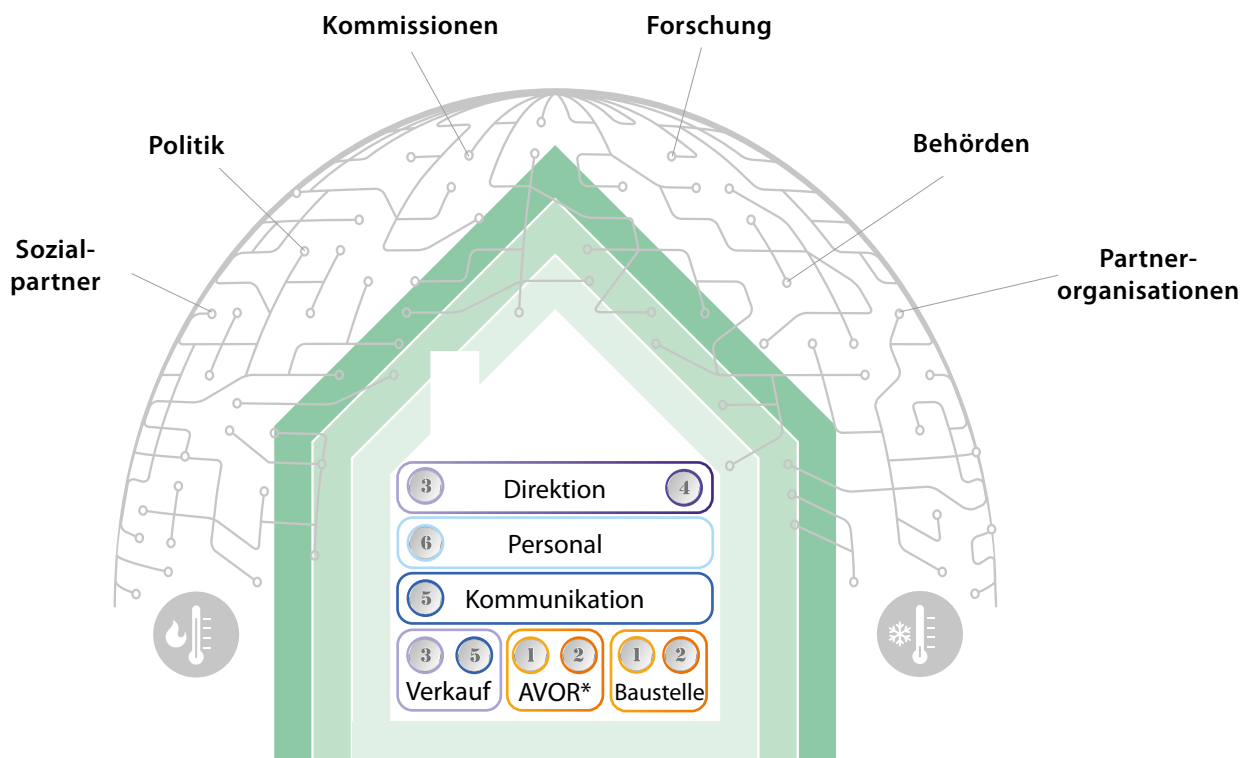 Kommissionen
Forschung
Politik
Behörden
Sozial-
partner
Partner-
organisationen
3 Direktion 4
6 Personal
5 Kommunikation
3 5
Verkauf
1 2
AVOR*
1 2
Baustelle